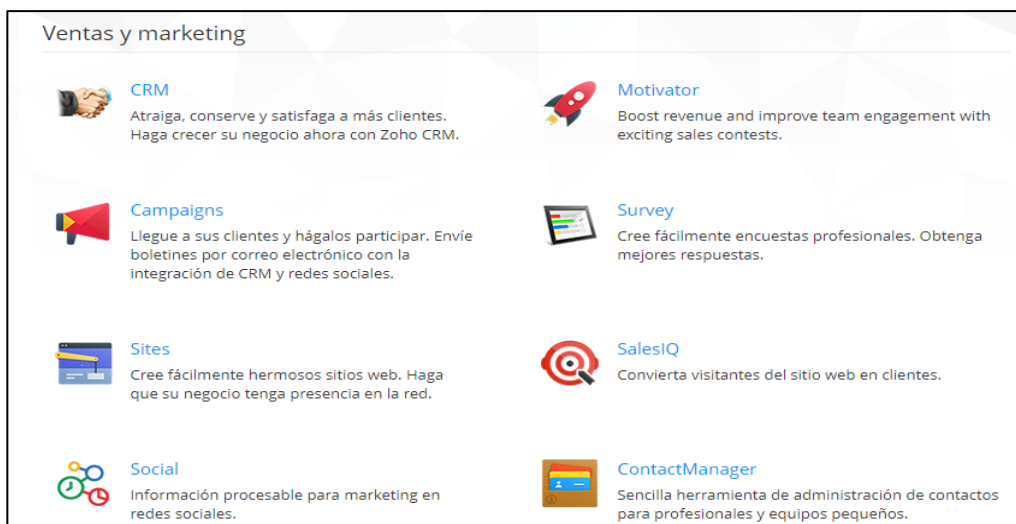 Ventas y marketing
CRM
Atraiga, conserve y satisfaga a más clientes.
Haga crecer su negocio ahora con Zoho CRM.
Motivator
Boost revenue and improve team engagement with
exciting sales contests.
Campaigns
Llegue a sus clientes y hágalos participar. Envíe
boletines por correo electrónico con la
integración de CRM y redes sociales.
Survey
Cree fácilmente encuestas profesionales. Obtenga
mejores respuestas.
Sites
Cree fácilmente hermosos sitios web. Haga
que su negocio tenga presencia en la red.
SalesIQ
Convierta visitantes del sitio web en clientes.
Social
Información procesable para marketing en
redes sociales.
ContactManager
Sencilla herramienta de administración de contactos
para profesionales y equipos pequeños.